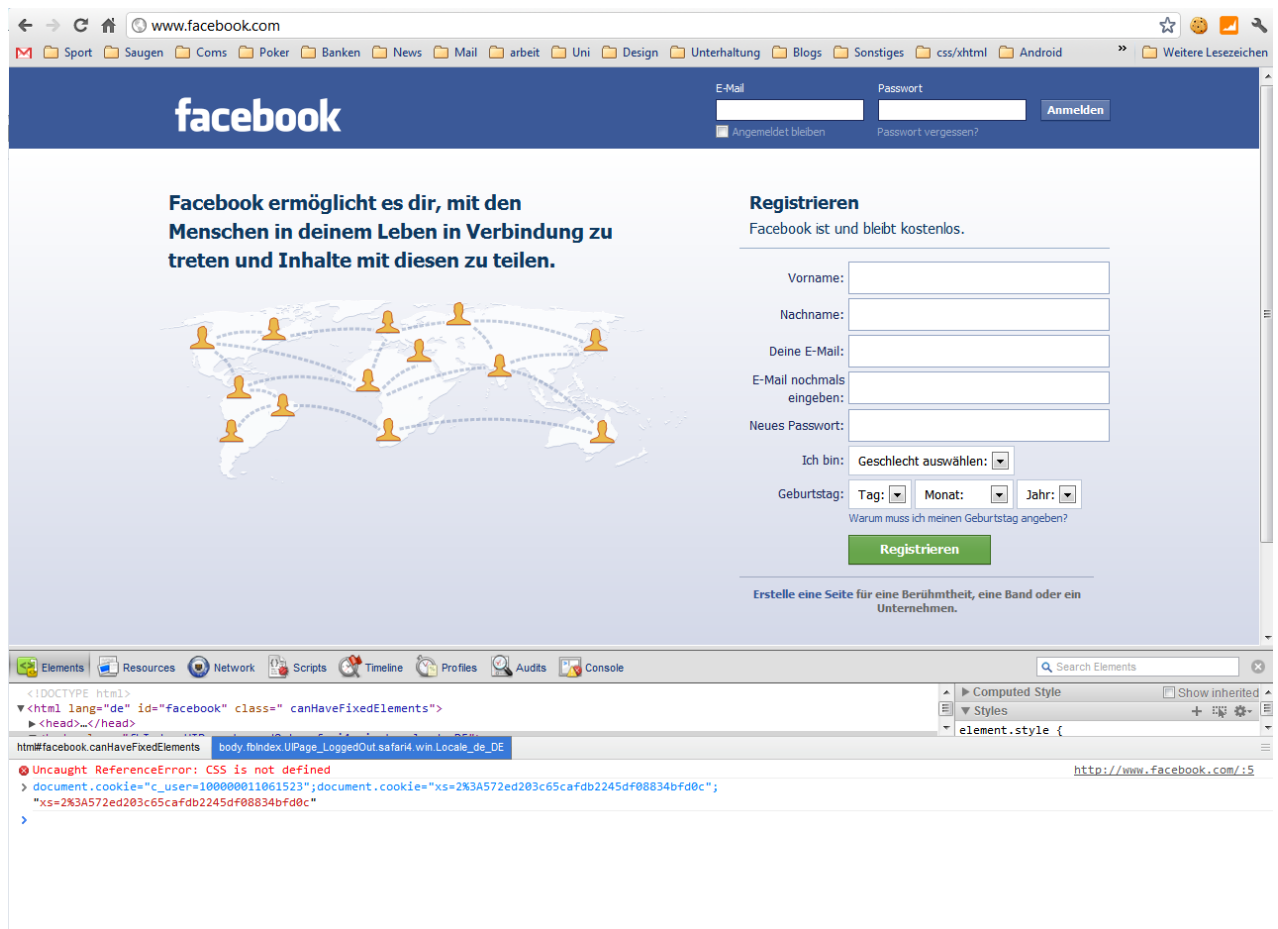 www.facebook.com
Sport Saugen Coms Poker Banken News Mail arbeit Uni Design Unterhaltung Blogs Sonstiges css/xhtml Android » Weitere Lesezeichen
facebook
E-Mail Passwort
Anmelden
Angemeldet bleiben Passwort vergessen?
Facebook ermöglicht es dir, mit den
Menschen in deinem Leben in Verbindung zu
treten und Inhalte mit diesen zu teilen.
Registrieren
Facebook ist und bleibt kostenlos.
Vorname:
Nachname:
Deine E-Mail:
E-Mail nochmals
eingeben:
Neues Passwort:
Ich bin: Geschlecht auswählen:
Geburtstag: Tag: Monat: Jahr:
Warum muss ich meinen Geburtstag angeben?
Registrieren
Erstelle eine Seite für eine Berühmtheit, eine Band oder ein
Unternehmen.
Elements Resources Network Scripts Timeline Profiles Audits Console Search Elements
<!DOCTYPE html>
▼<html lang="de" id="facebook" class=" canHaveFixedElements">
▶<head>…</head>
▶ Computed Style Show inherited
▼ Styles
element.style {
html#facebook.canHaveFixedElements body.fbIndex.UIPage_LoggedOut.safari4.win.Locale_de_DE
Uncaught ReferenceError: CSS is not defined http://www.facebook.com/:5
> document.cookie="c_user=100000011061523";document.cookie="xs=2%3A572ed203c65cafdb2245df08834bfd0c";
"xs=2%3A572ed203c65cafdb2245df08834bfd0c"
>